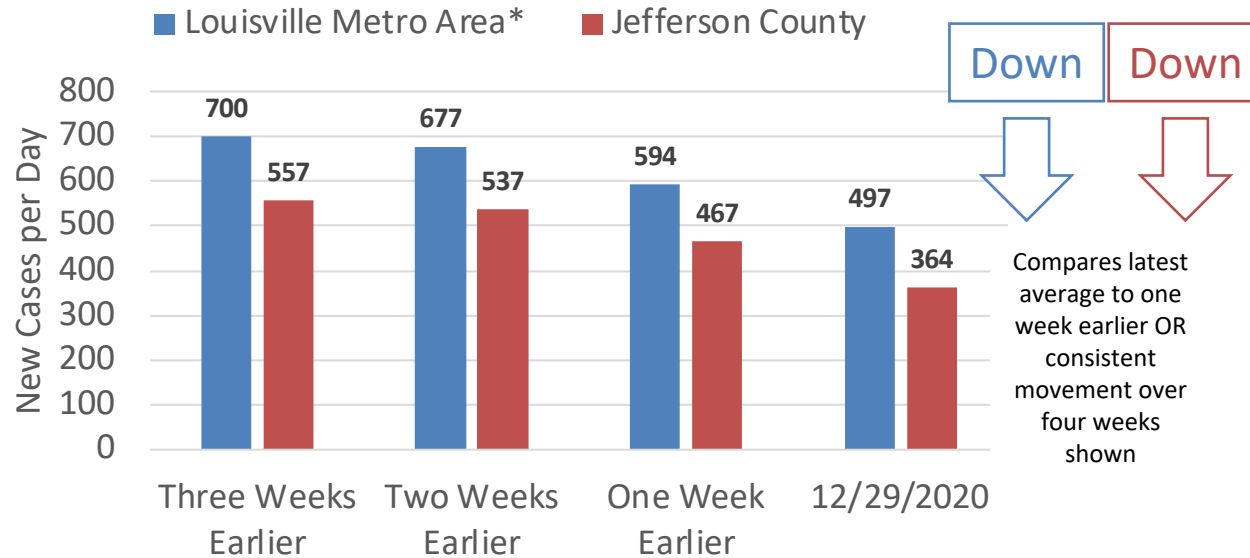 Louisville Metro Area* Jefferson County
Down Down
New Cases per Day
800
700
600
500
400
300
200
100
0
700 557 677 537 594 467 497 364
Three Weeks Earlier
Two Weeks Earlier
One Week Earlier
12/29/2020
Compares latest
average to one
week earlier OR
consistent
movement over
four weeks
shown